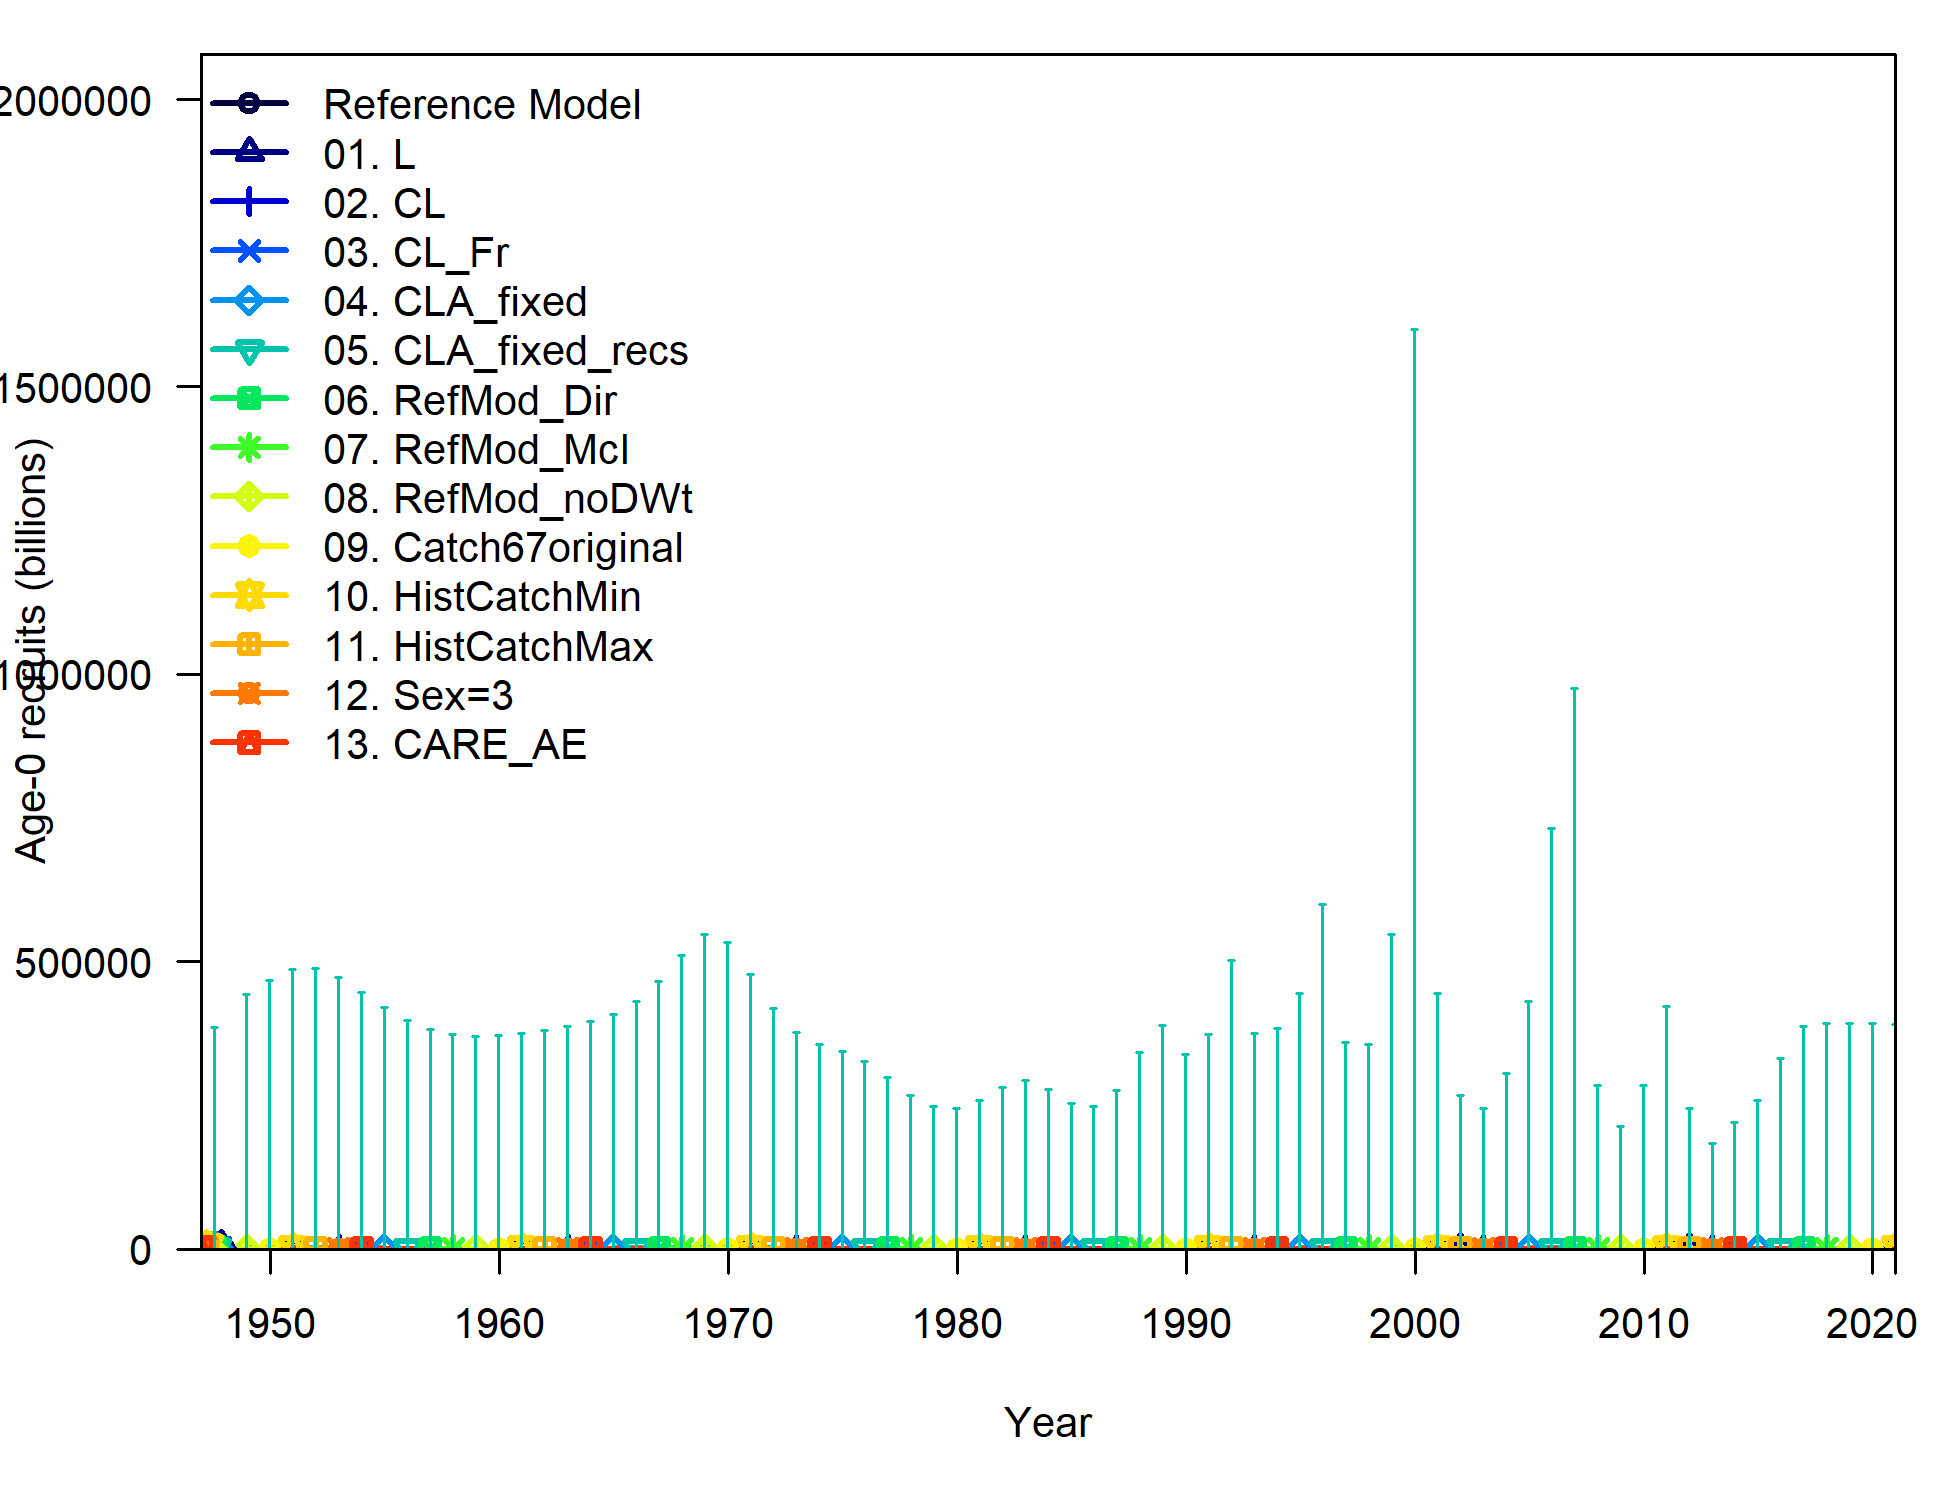 2000000
1500000
1000000
500000
0
Age-0 recruits (billions)
Reference Model
01. L
02. CL
03. CL_Fr
04. CLA_fixed
05. CLA_fixed_recs
06. RefMod_Dir
07. RefMod_McI
08. RefMod_noDWt
09. Catch67original
10. HistCatchMin
11. HistCatchMax
12. Sex=3
13. CARE_AE
1950 1960 1970 1980 1990 2000 2010 2020
Year